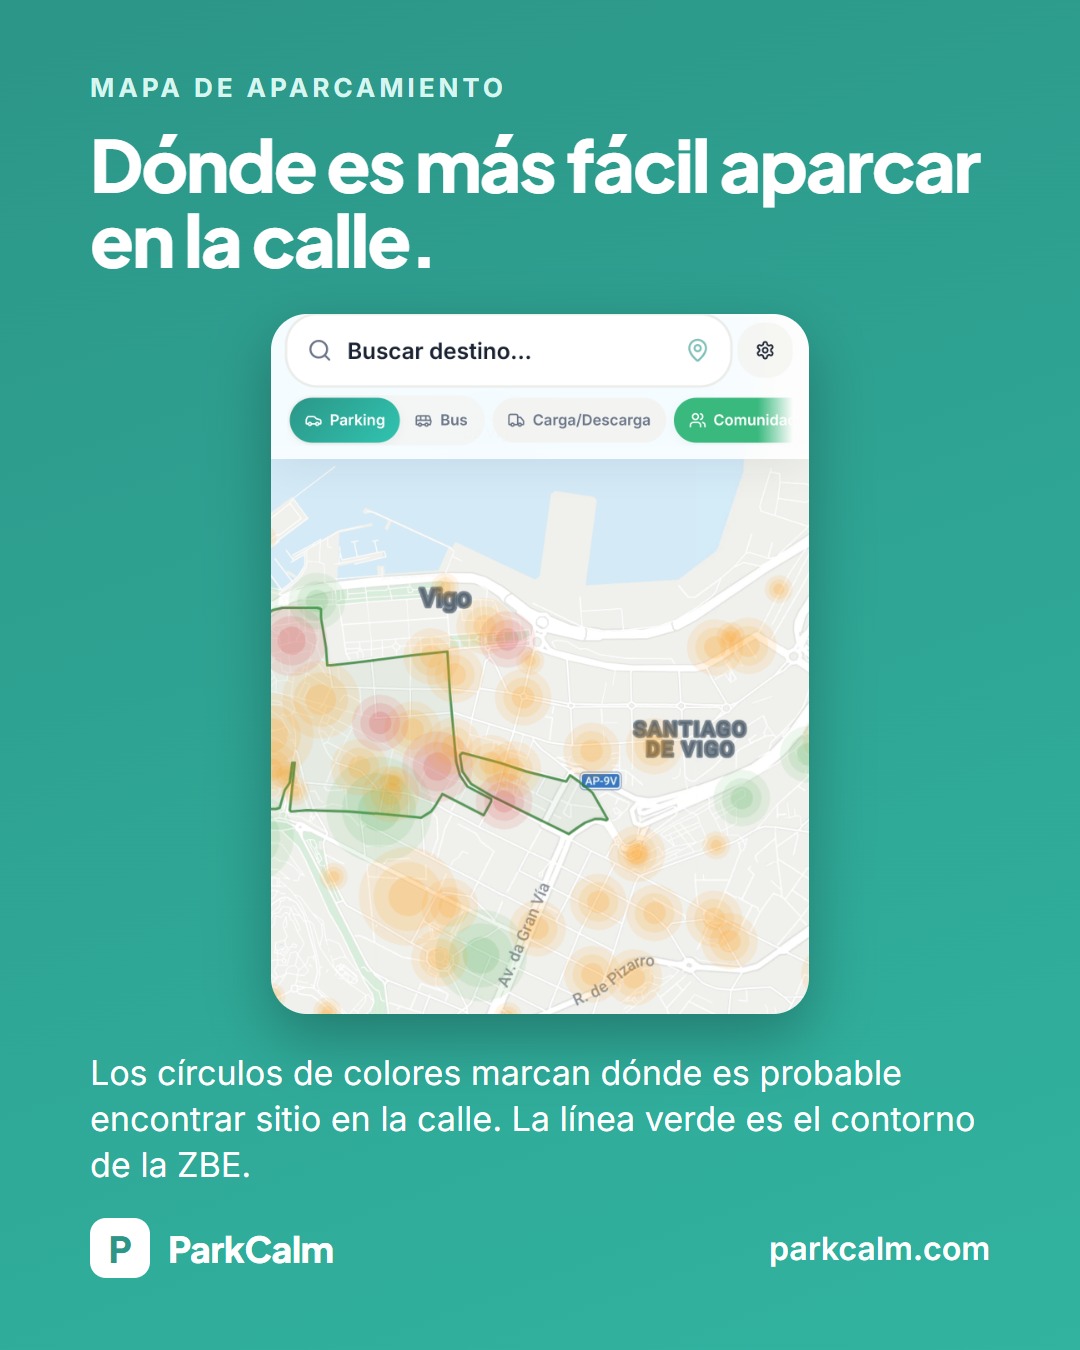 MAPA DE APARCAMIENTO
Dónde es más fácil aparcar
en la calle.
Buscar destino...
Parking
Bus
Carga/Descarga
Comunidad
Vigo
SANTIAGO
DE VIGO
AP-9V
Av. da Gran Vía
R. de Pizarro
Los círculos de colores marcan dónde es probable
encontrar sitio en la calle. La línea verde es el contorno
de la ZBE.
P ParkCalm
parkcalm.com